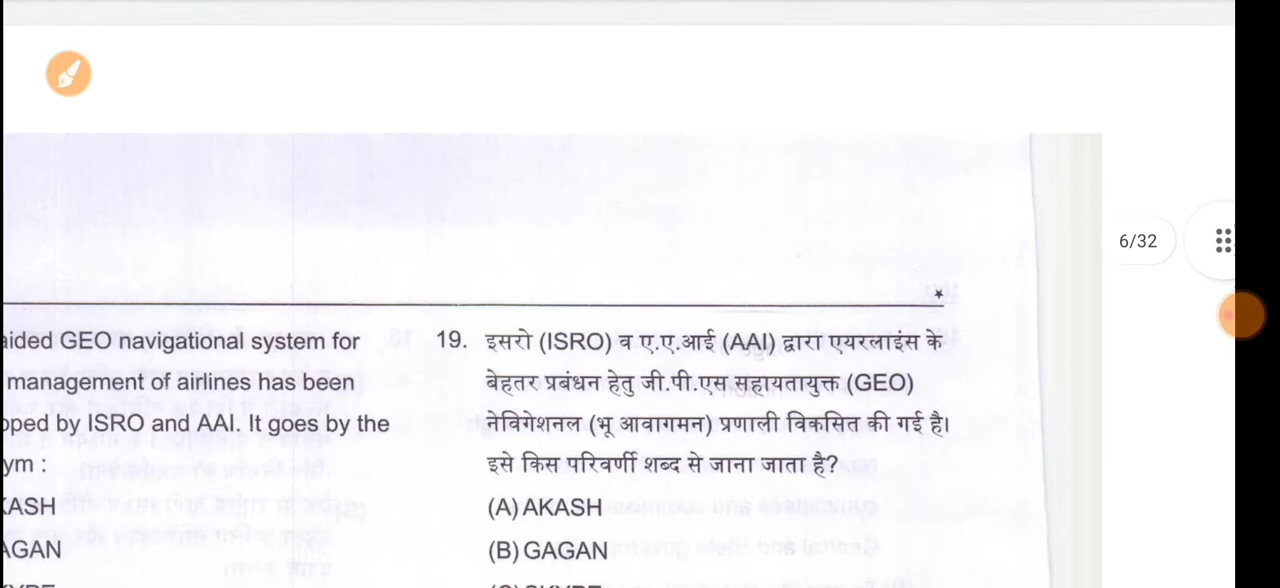 6/32
aided GEO navigational system for
management of airlines has been
oped by ISRO and AAI. It goes by the
ym :
KASH
AGAN
19. इसरो (ISRO) व ए.ए.आई (AAI) द्वारा एयरलाइंस के
बेहतर प्रबंधन हेतु जी.पी.एस सहायतायुक्त (GEO)
नेविगेशनल (भू आवागमन) प्रणाली विकसित की गई है।
इसे किस परिवर्णी शब्द से जाना जाता है?
(A) AKASH
(B) GAGAN